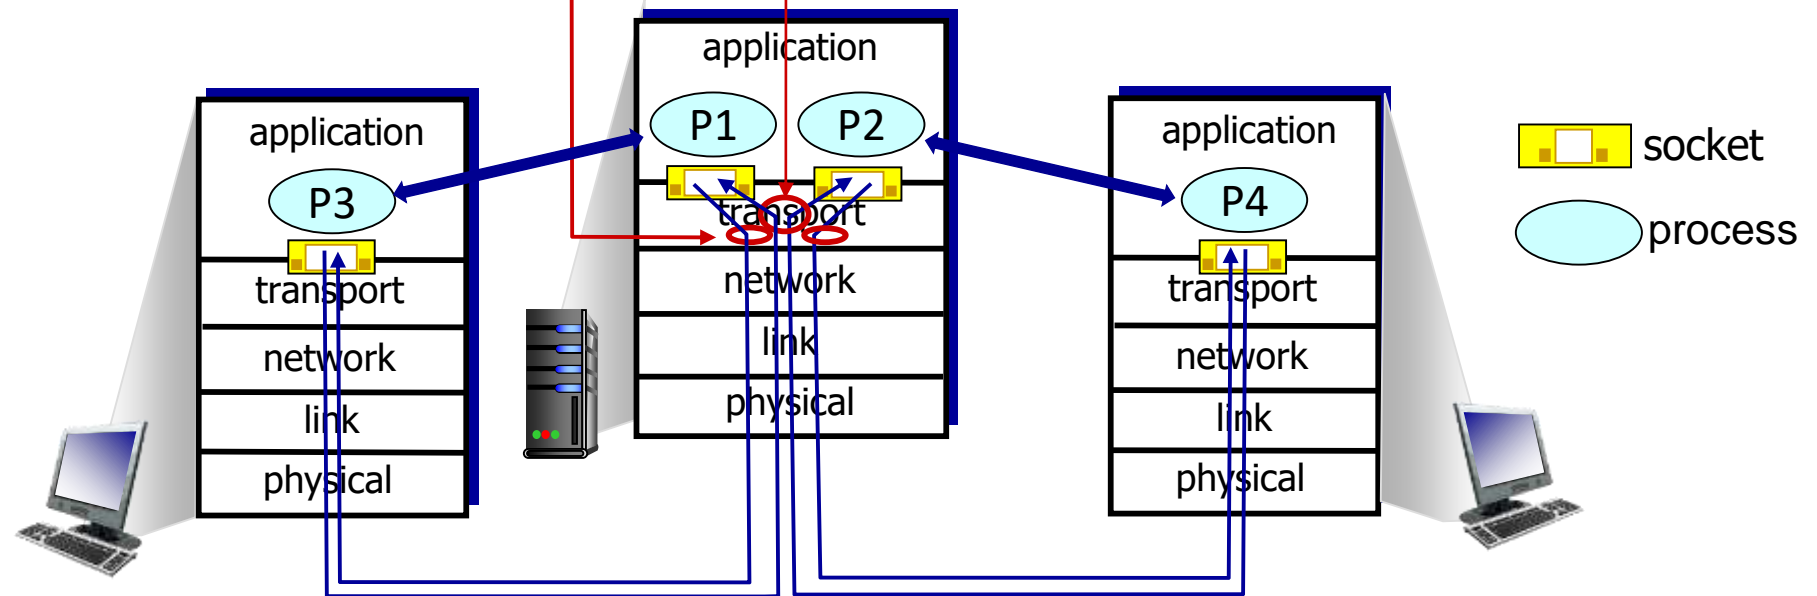 application
P3
transport
network
link
physical
application
P1 P2
transport
network
link
physical
application
P4
transport
network
link
physical
socket
process